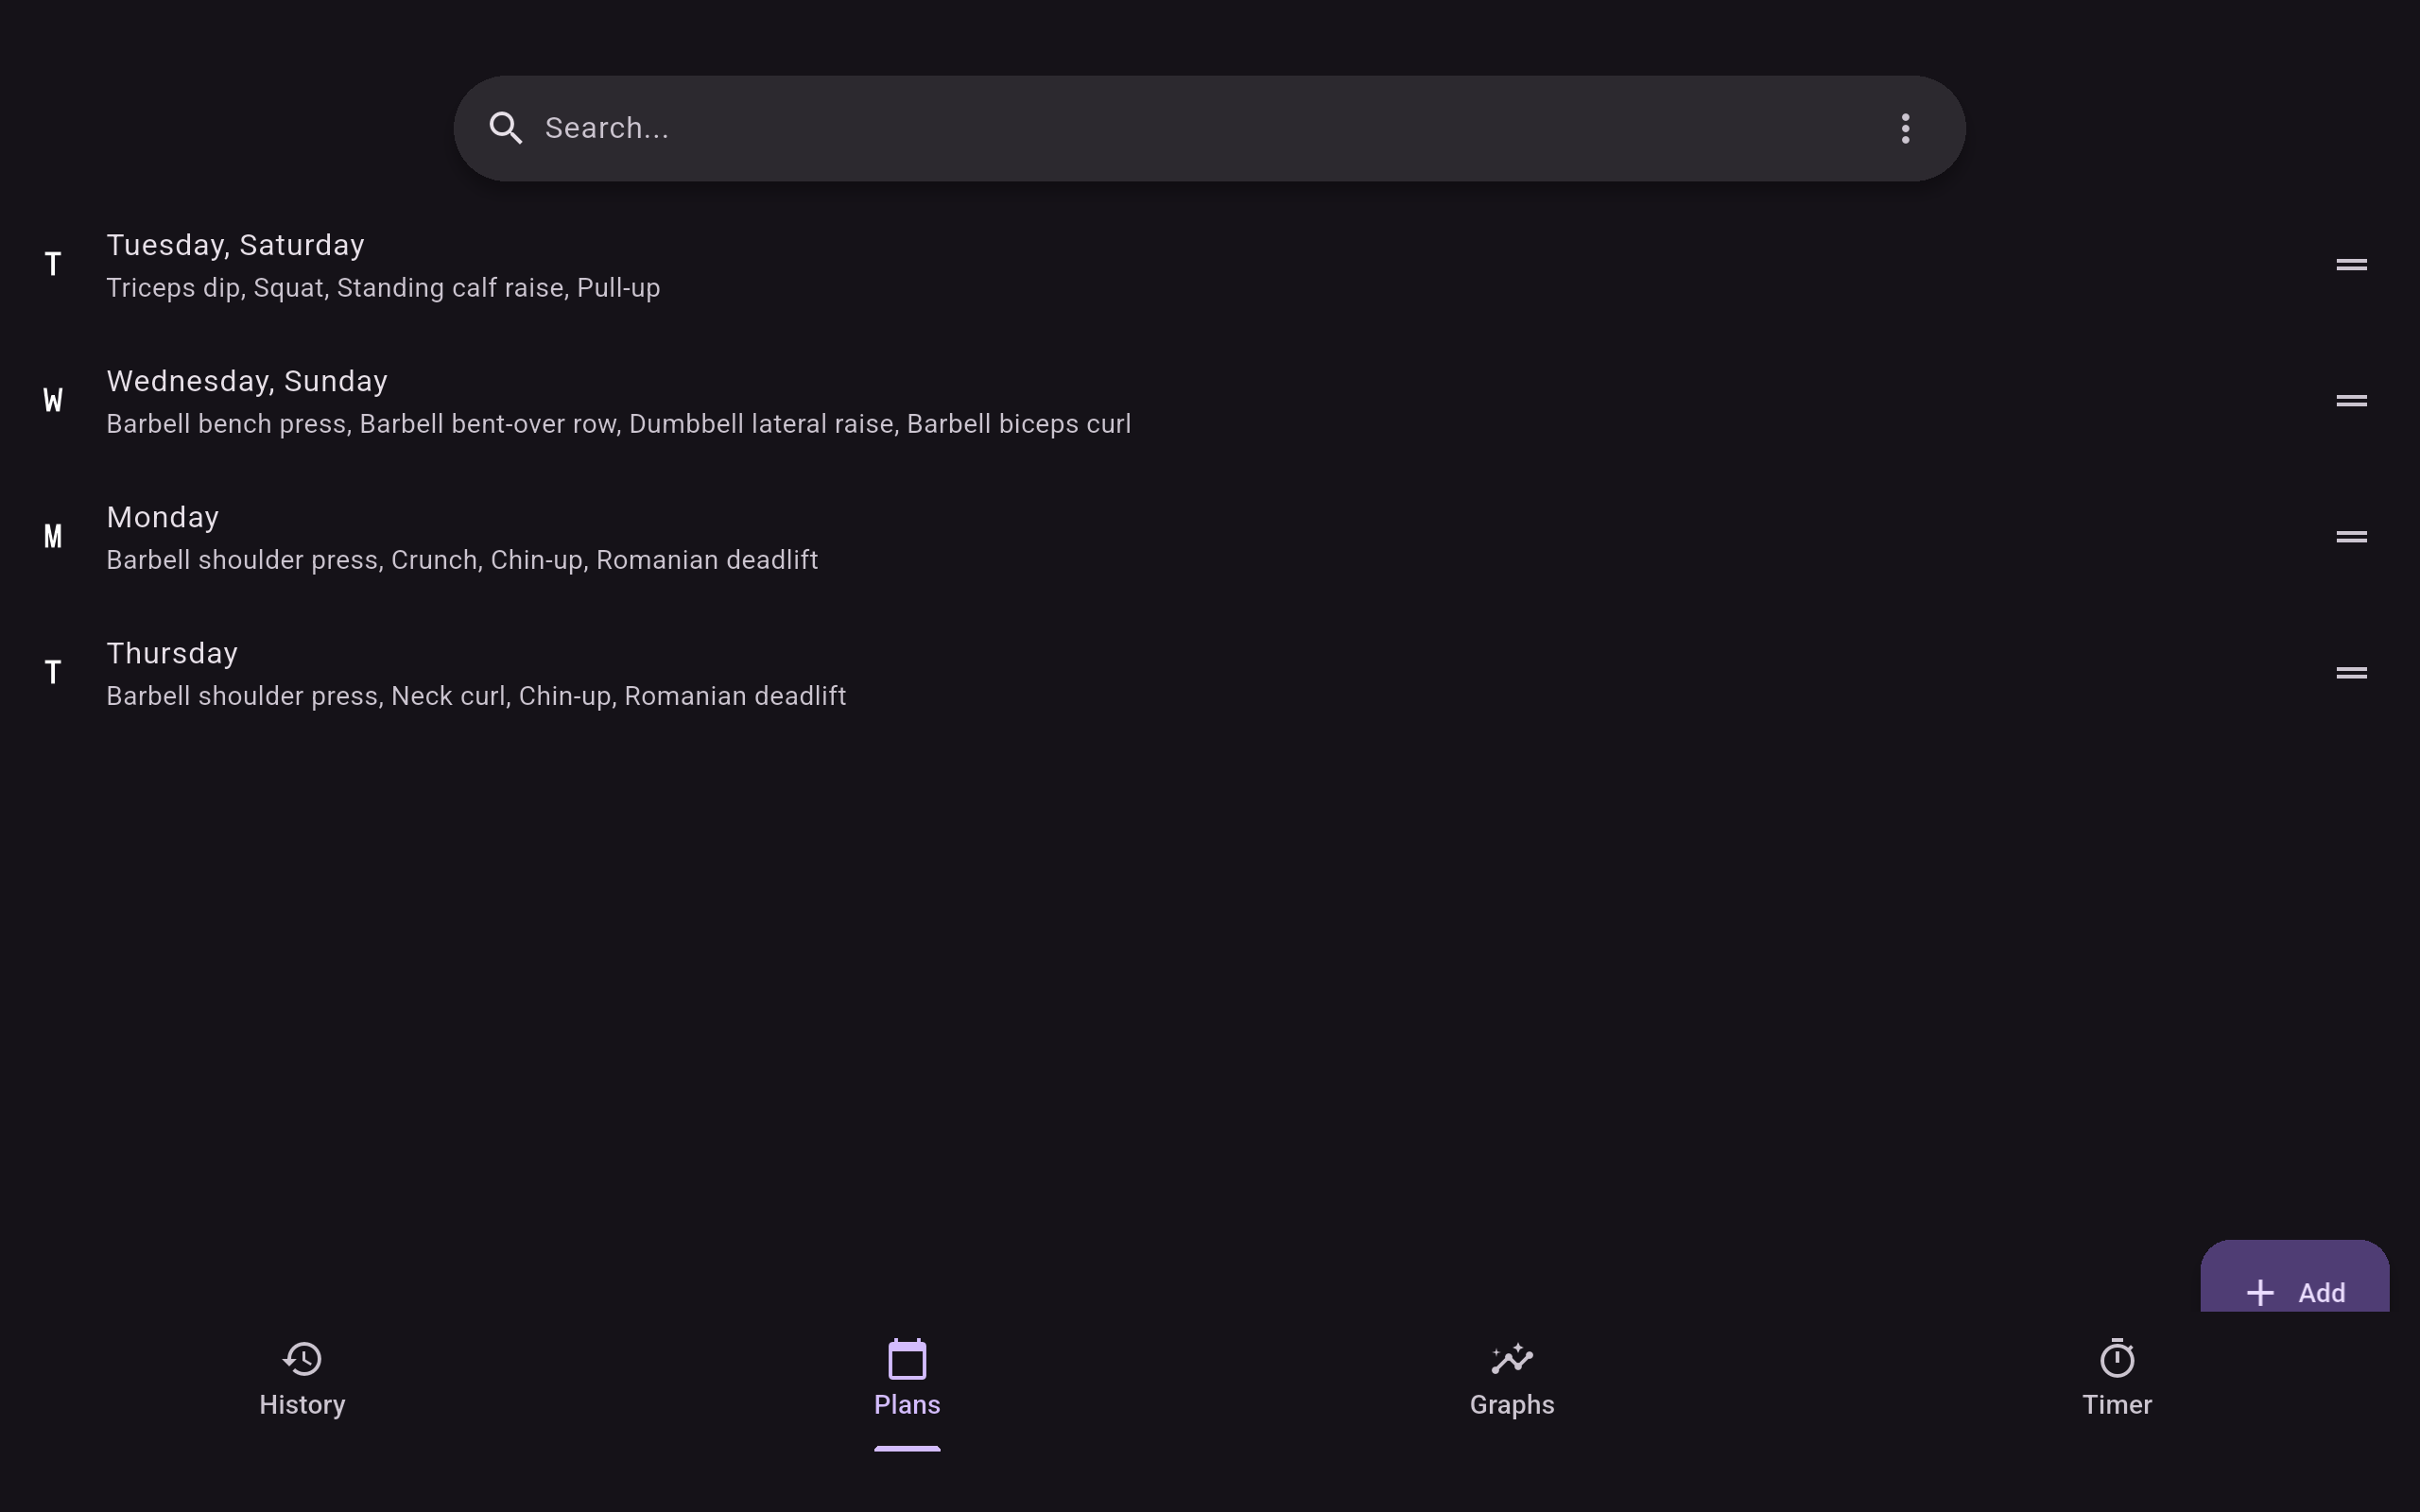 Search...
T
Tuesday, Saturday
Triceps dip, Squat, Standing calf raise, Pull-up
W
Wednesday, Sunday
Barbell bench press, Barbell bent-over row, Dumbbell lateral raise, Barbell biceps curl
M
Monday
Barbell shoulder press, Crunch, Chin-up, Romanian deadlift
T
Thursday
Barbell shoulder press, Neck curl, Chin-up, Romanian deadlift
Add
History
Plans
Graphs
Timer